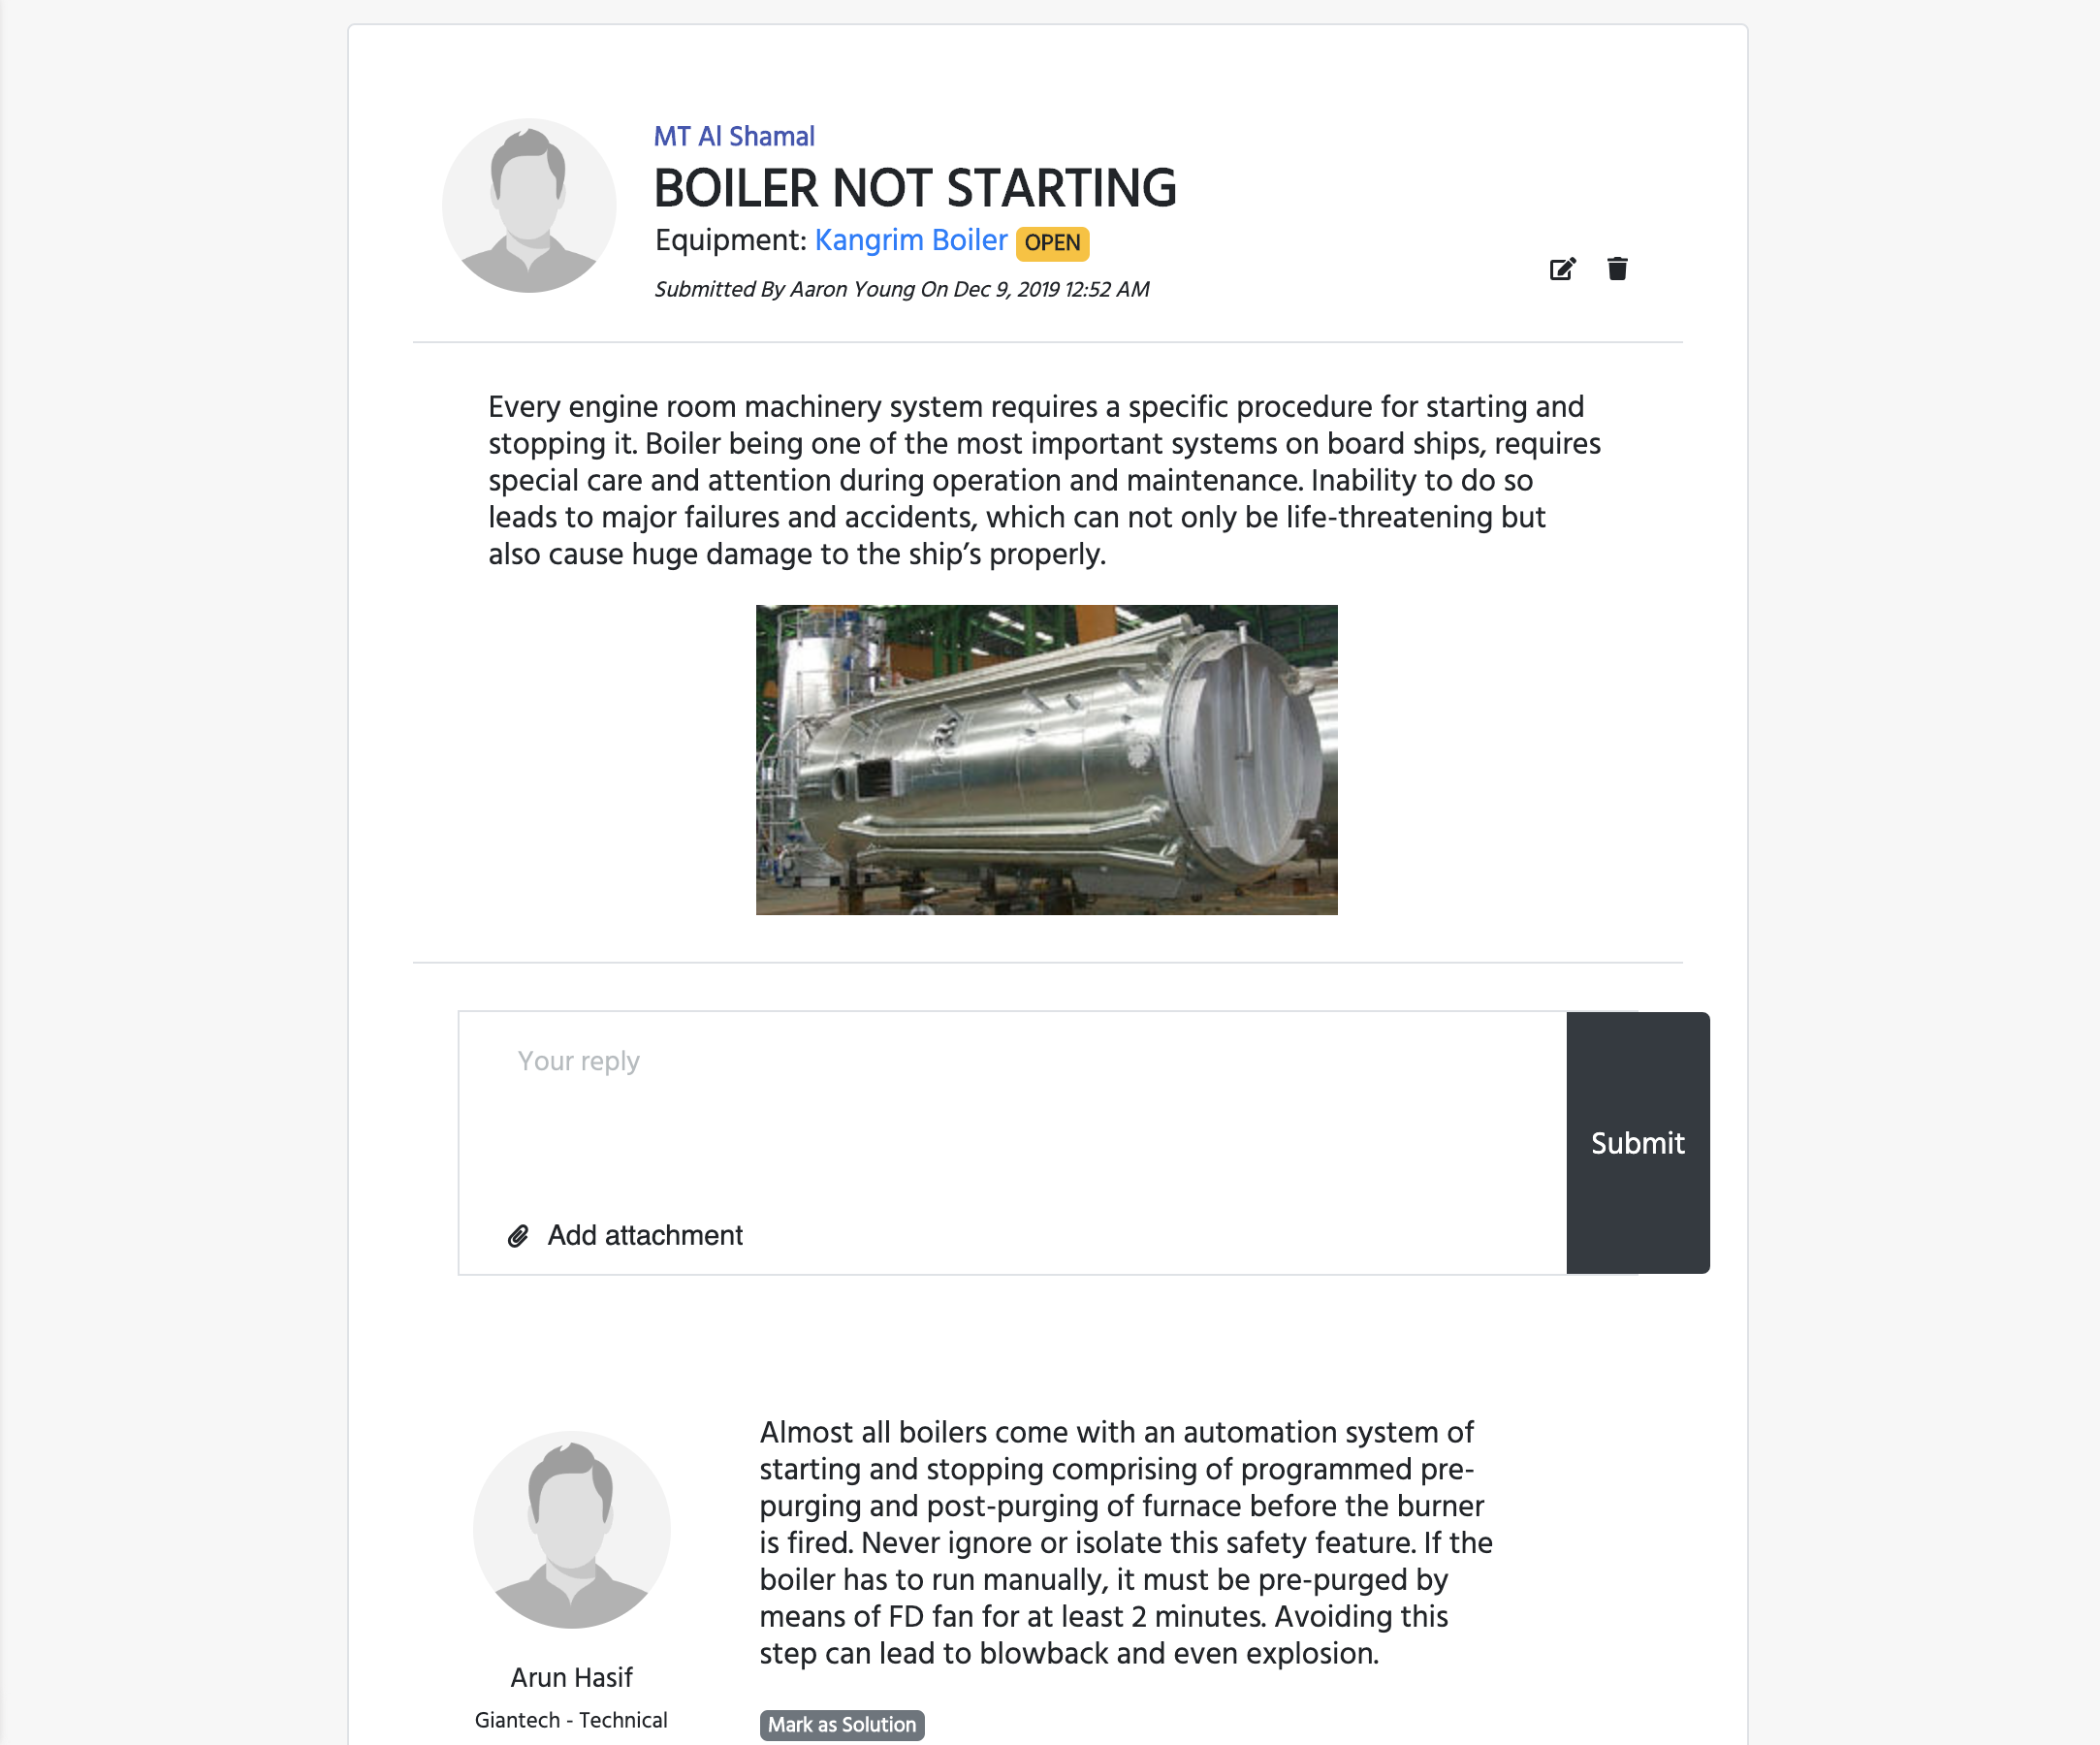 MT Al Shamal
BOILER NOT STARTING
Equipment: Kangrim Boiler OPEN
Submitted By Aaron Young On Dec 9, 2019 12:52 AM
Every engine room machinery system requires a specific procedure for starting and
stopping it. Boiler being one of the most important systems on board ships, requires
special care and attention during operation and maintenance. Inability to do so
leads to major failures and accidents, which can not only be life-threatening but
also cause huge damage to the ship’s properly.
Your reply
Submit
Add attachment
Almost all boilers come with an automation system of
starting and stopping comprising of programmed pre-
purging and post-purging of furnace before the burner
is fired. Never ignore or isolate this safety feature. If the
boiler has to run manually, it must be pre-purged by
means of FD fan for at least 2 minutes. Avoiding this
step can lead to blowback and even explosion.
Arun Hasif
Giantech - Technical
Mark as Solution